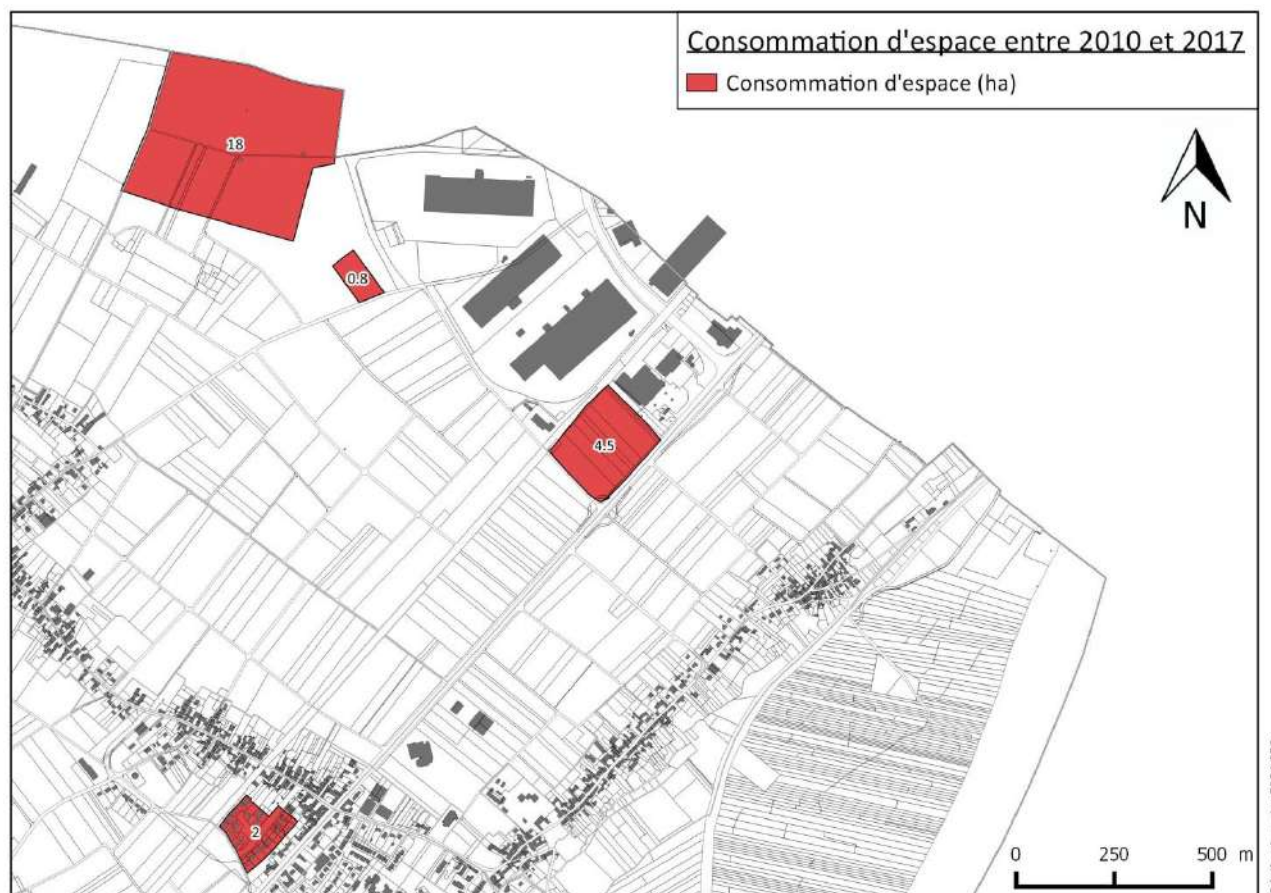 Consommation d'espace entre 2010 et 2017
Consommation d'espace (ha)
18
N
0.8
4.5
2
0 250 500 m